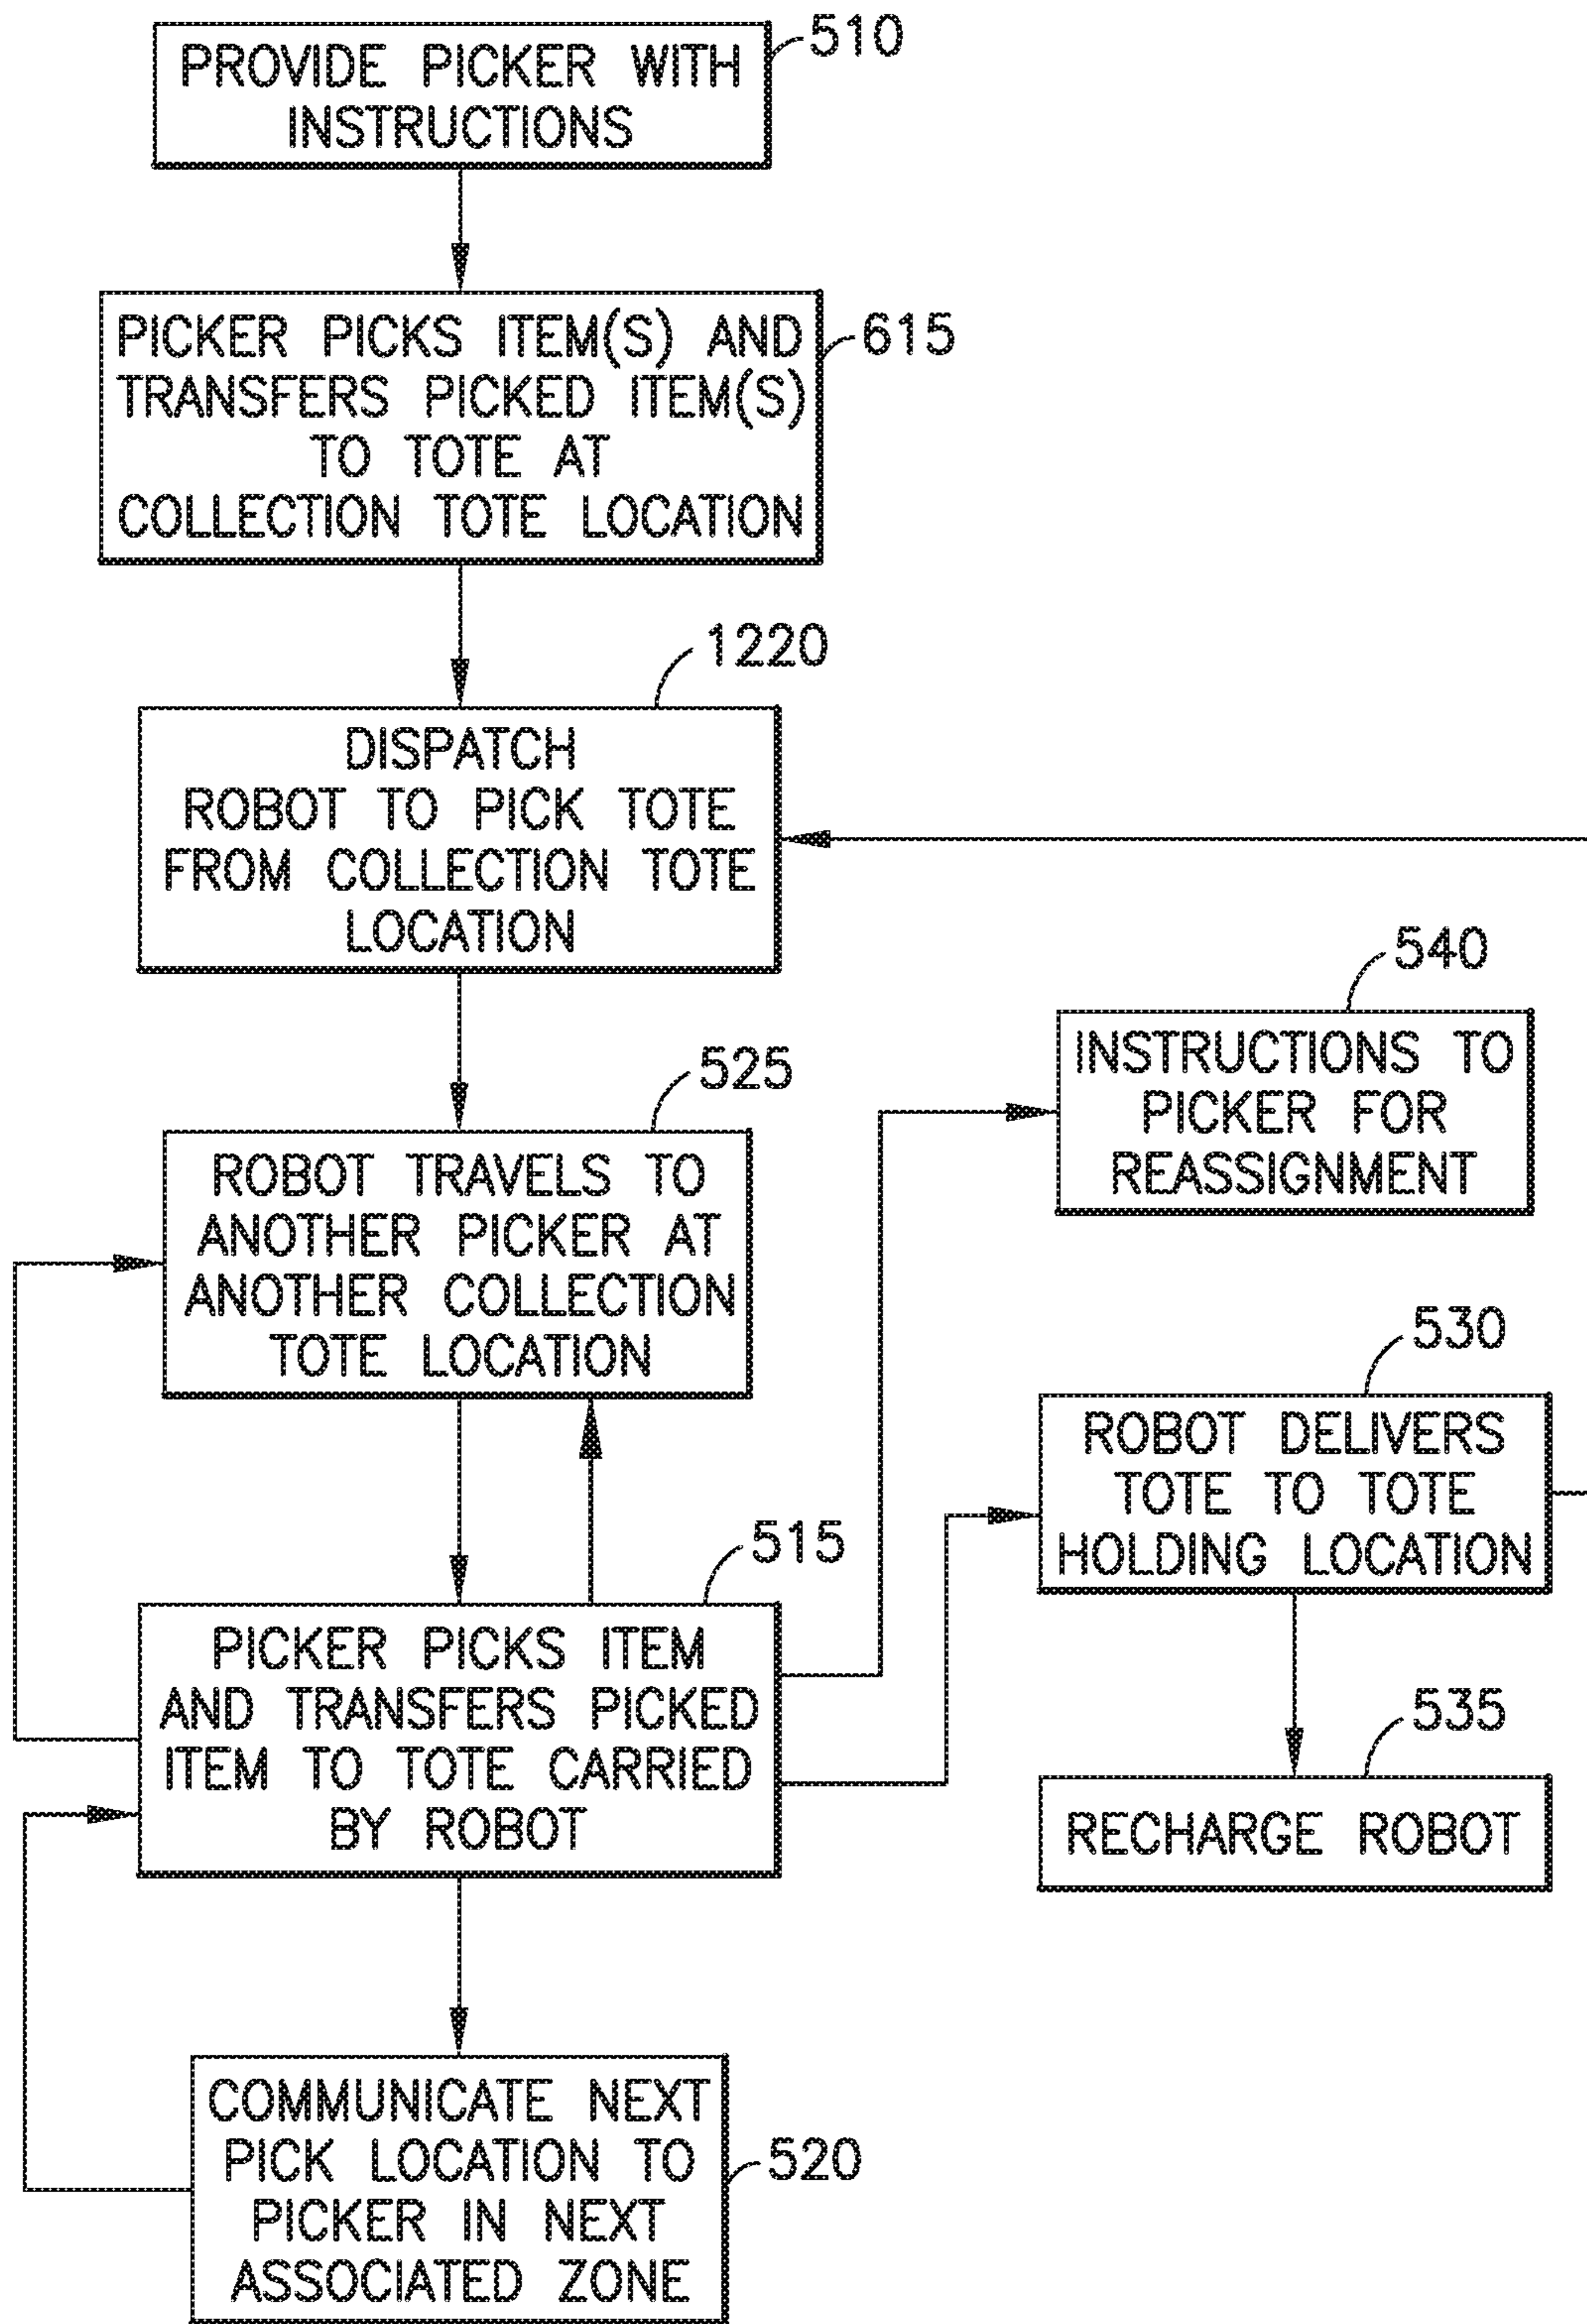 510
PROVIDE PICKER WITH
INSTRUCTIONS
615
PICKER PICKS ITEM(S) AND
TRANSFERS PICKED ITEM(S)
TO TOTE AT
COLLECTION TOTE LOCATION
1220
DISPATCH
ROBOT TO PICK TOTE
FROM COLLECTION TOTE
LOCATION
540
INSTRUCTIONS TO
PICKER FOR
REASSIGNMENT
525
ROBOT TRAVELS TO
ANOTHER PICKER AT
ANOTHER COLLECTION
TOTE LOCATION
530
ROBOT DELIVERS
TOTE TO TOTE
HOLDING LOCATION
515
PICKER PICKS ITEM
AND TRANSFERS PICKED
ITEM TO TOTE CARRIED
BY ROBOT
535
RECHARGE ROBOT
COMMUNICATE NEXT
PICK LOCATION TO
PICKER IN NEXT
ASSOCIATED ZONE
520